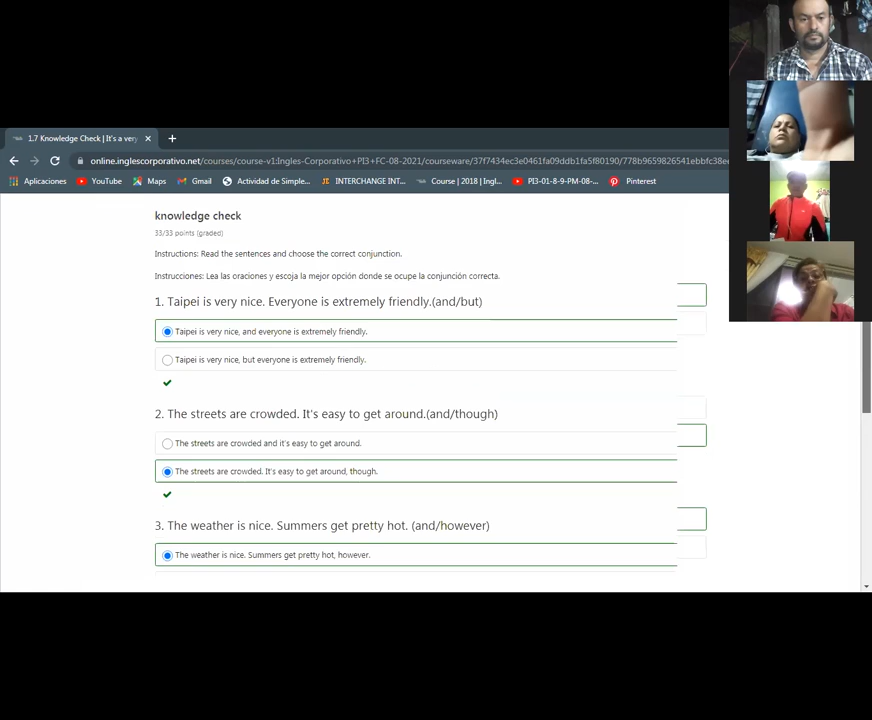 1.7 Knowledge Check | It's a very
online.inglescorporativo.net/courses/course-v1:Ingles-Corporativo+PI3+FC-08-2021/courseware/37f7434ec3e0461fa09ddb1fa5f80190/778b9659826541ebbfc38ee
Aplicaciones YouTube Maps Gmail Actividad de Simple... INTERCHANGE INT... Course | 2018 | Ingl... PI3-01-8-9-PM-08-... Pinterest
knowledge check
33/33 points (graded)
Instructions: Read the sentences and choose the correct conjunction.
Instrucciones: Lea las oraciones y escoja la mejor opción donde se ocupe la conjunción correcta.
1. Taipei is very nice. Everyone is extremely friendly.(and/but)
Taipei is very nice, and everyone is extremely friendly.
Taipei is very nice, but everyone is extremely friendly.
2. The streets are crowded. It's easy to get around.(and/though)
The streets are crowded and it's easy to get around.
The streets are crowded. It's easy to get around, though.
3. The weather is nice. Summers get pretty hot. (and/however)
The weather is nice. Summers get pretty hot, however.